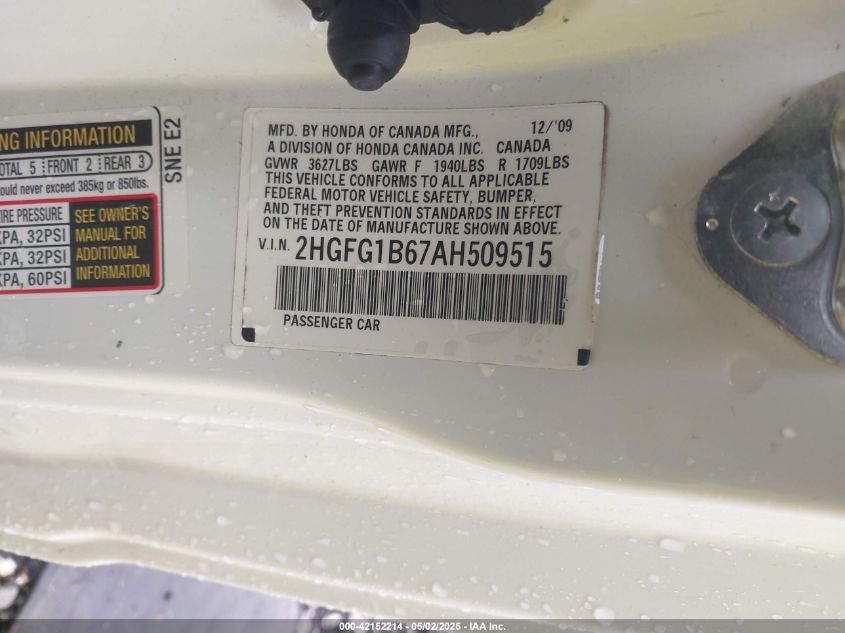 NG INFORMATION
OTAL 5 FRONT 2 REAR 3
ould never exceed 385kg or 850lbs.
IRE PRESSURE
KPA, 32PSI
KPA, 32PSI
KPA, 60PSI
SEE OWNER'S
MANUAL FOR
ADDITIONAL
INFORMATION
SNE E2
MFD. BY HONDA OF CANADA MFG., 12/'09
A DIVISION OF HONDA CANADA INC. CANADA
GVWR 3627LBS GAWR F 1940LBS R 1709LBS
THIS VEHICLE CONFORMS TO ALL APPLICABLE
FEDERAL MOTOR VEHICLE SAFETY, BUMPER,
AND THEFT PREVENTION STANDARDS IN EFFECT
ON THE DATE OF MANUFACTURE SHOWN ABOVE.
V.I.N. 2HGFG1B67AH509515
PASSENGER CAR
000-42152214 - 05/02/2025 - IAA Inc.